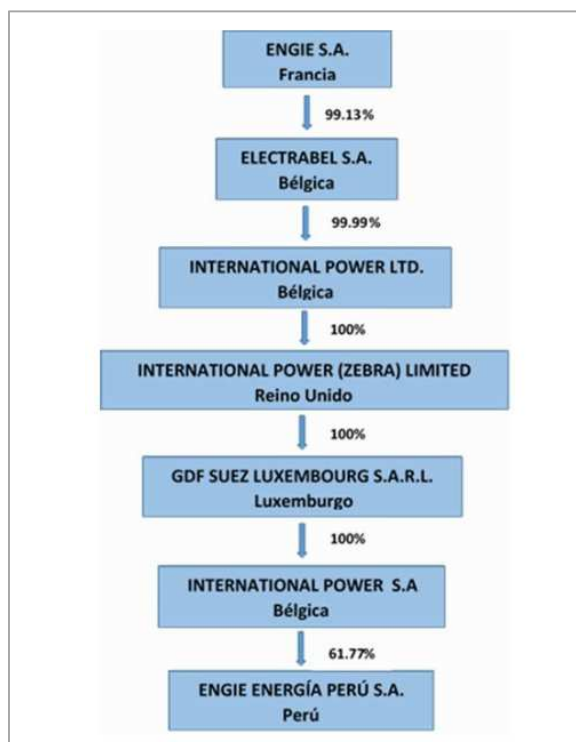 ENGIE S.A.
Francia
99.13%
ELECTRABEL S.A.
Bélgica
99.99%
INTERNATIONAL POWER LTD.
Bélgica
100%
INTERNATIONAL POWER (ZEBRA) LIMITED
Reino Unido
100%
GDF SUEZ LUXEMBOURG S.A.R.L.
Luxemburgo
100%
INTERNATIONAL POWER S.A
Bélgica
61.77%
ENGIE ENERGÍA PERÚ S.A.
Perú